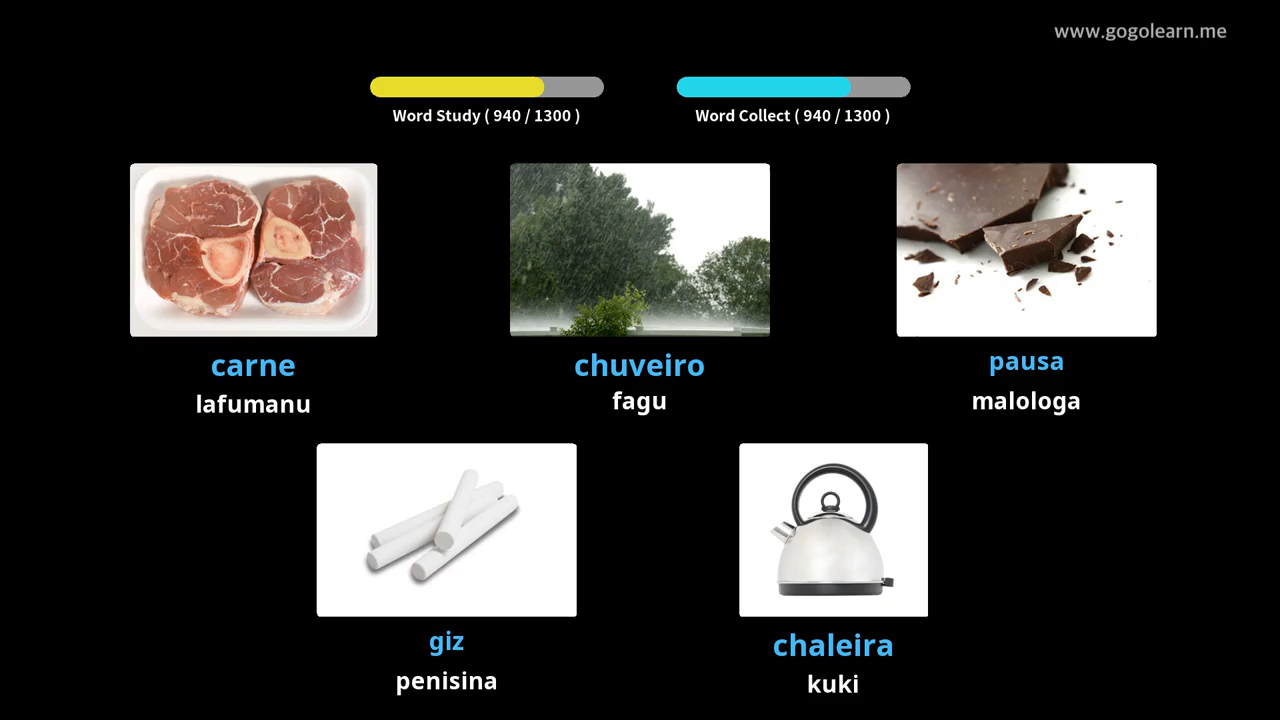 www.gogolearn.me
Word Study ( 940 / 1300 )
Word Collect ( 940 / 1300 )
carne
lafumanu
chuveiro
fagu
pausa
malologa
giz
penisina
chaleira
kuki